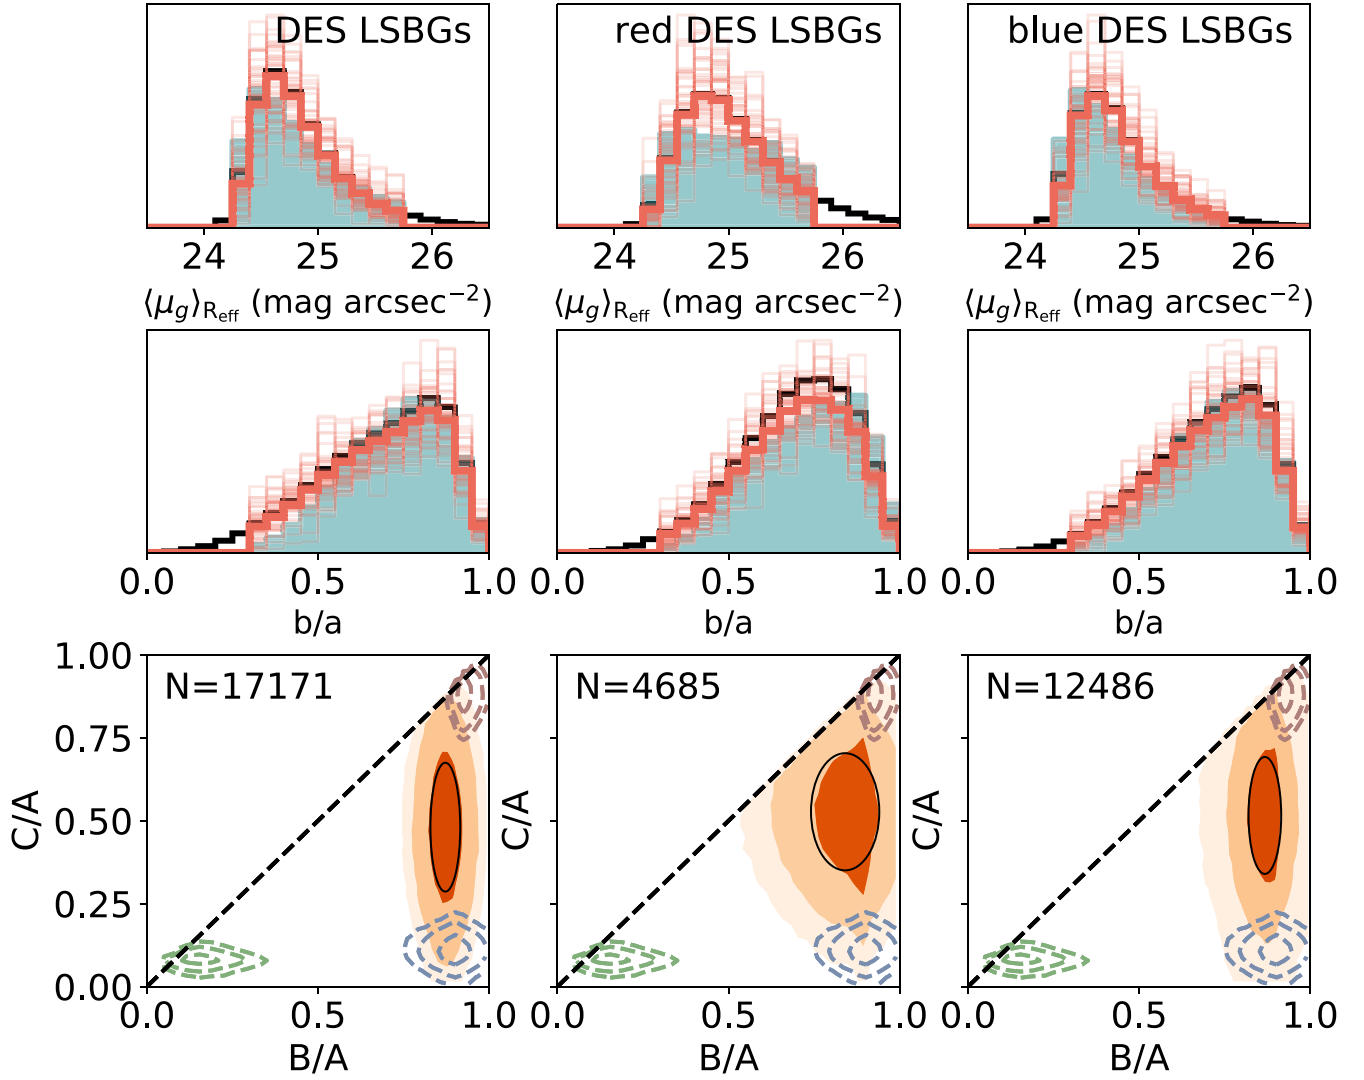 DES LSBGs
red DES LSBGs
blue DES LSBGs
24 25 26
24 25 26
24 25 26
⟨μg⟩Reff (mag arcsec−2)
⟨μg⟩Reff (mag arcsec−2)
⟨μg⟩Reff (mag arcsec−2)
0.0 0.5 1.0
0.0 0.5 1.0
0.0 0.5 1.0
b/a
b/a
b/a
1.00
0.75
0.50
0.25
0.00
C/A
N=17171
0.0 0.5 1.0
B/A
C/A
N=4685
0.0 0.5 1.0
B/A
C/A
N=12486
0.0 0.5 1.0
B/A